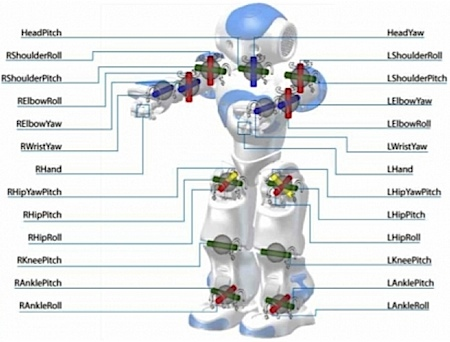 HeadPitch
HeadYaw
RShoulderRoll
LShoulderRoll
RShoulderPitch
LShoulderPitch
RElbowRoll
LElbowYaw
RElbowYaw
LElbowRoll
RWristYaw
LWristYaw
RHand
LHand
RHipYawPitch
LHipYawPitch
RHipPitch
LHipPitch
RHipRoll
LHipRoll
RKneePitch
LKneePitch
RAnklePitch
LAnklePitch
RAnkleRoll
LAnkleRoll